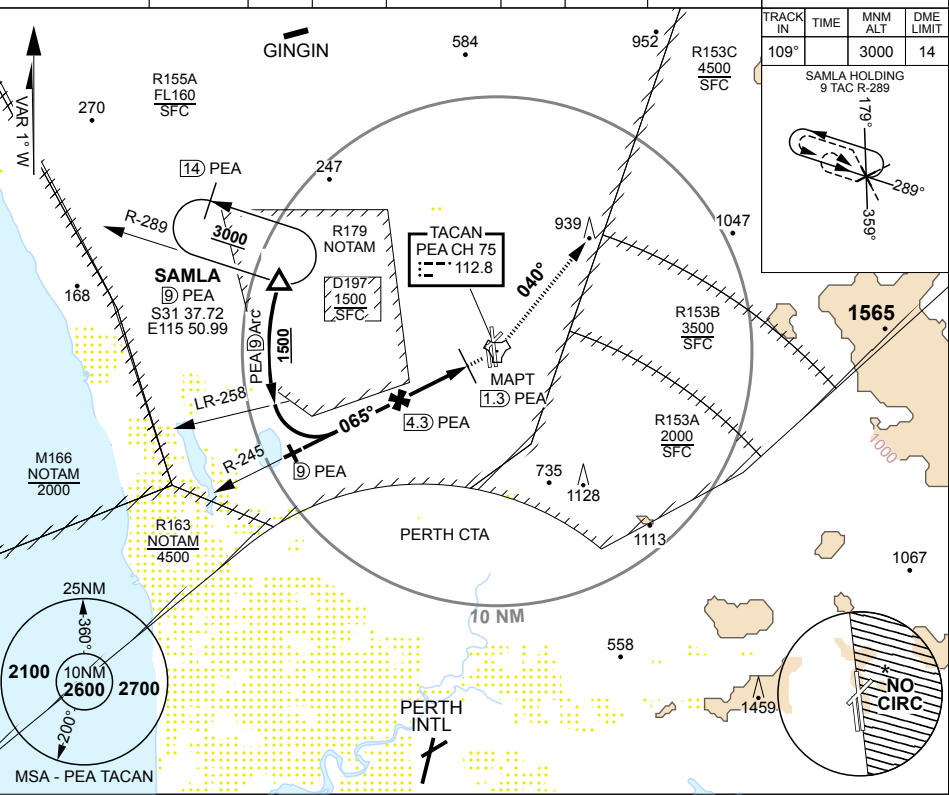 TRACK IN
TIME
MNM ALT
DME LIMIT
109°
3000
14
SAMLA HOLDING
9 TAC R-289
179°
289°
359°
GINGIN
584
952
R153C
4500
SFC
R155A
FL160
SFC
270
VAR 1° W
14 PEA
247
R-289
3000
R179
NOTAM
TACAN
PEA CH 75
112.8
939
1047
SAMLA
9 PEA
S31 37.72
E115 50.99
D197
1500
SFC
040°
168
1565
R153B
3500
SFC
PEA 9 Arc
1500
MAPT
1.3 PEA
LR-258
065°
4.3 PEA
R153A
2000
SFC
1000
R-245
9 PEA
M166
NOTAM
2000
735
1128
R163
NOTAM
4500
PERTH CTA
1113
1067
25NM
360°
10 NM
2100
10NM
2600
2700
200°
MSA - PEA TACAN
558
PERTH
INTL
1459
*
NO
CIRC